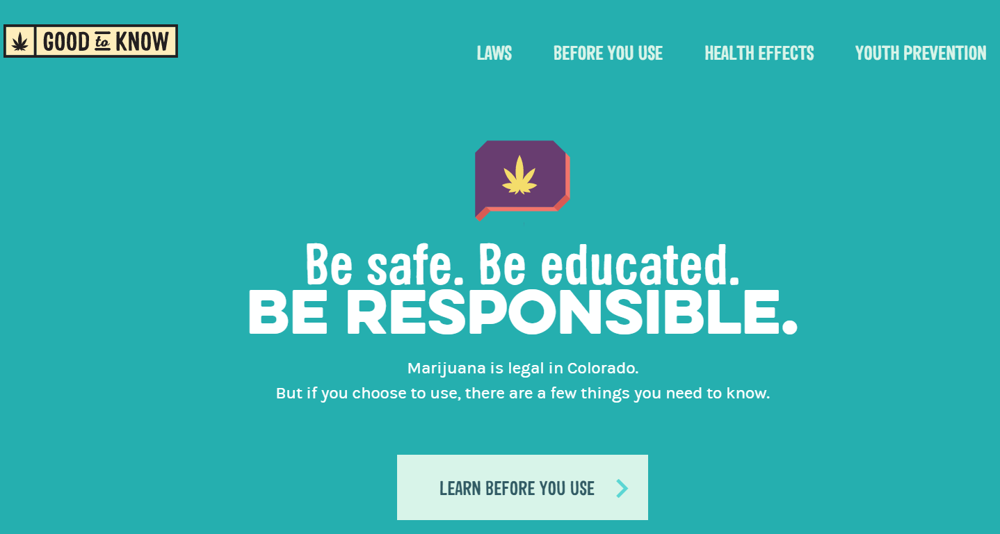 GOOD to KNOW
LAWS BEFORE YOU USE HEALTH EFFECTS YOUTH PREVENTION
Be safe. Be educated.
BE RESPONSIBLE.
Marijuana is legal in Colorado.
But if you choose to use, there are a few things you need to know.
LEARN BEFORE YOU USE